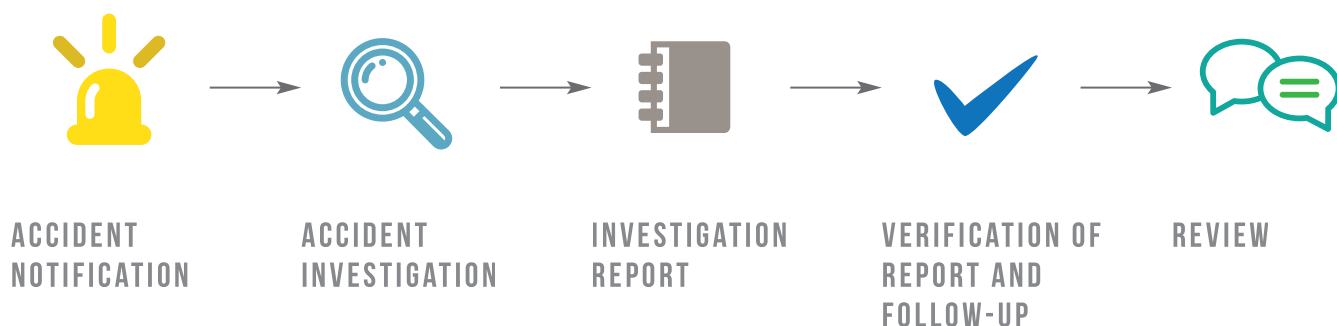 ACCIDENT
NOTIFICATION
ACCIDENT
INVESTIGATION
INVESTIGATION
REPORT
VERIFICATION OF
REPORT AND
FOLLOW-UP
REVIEW